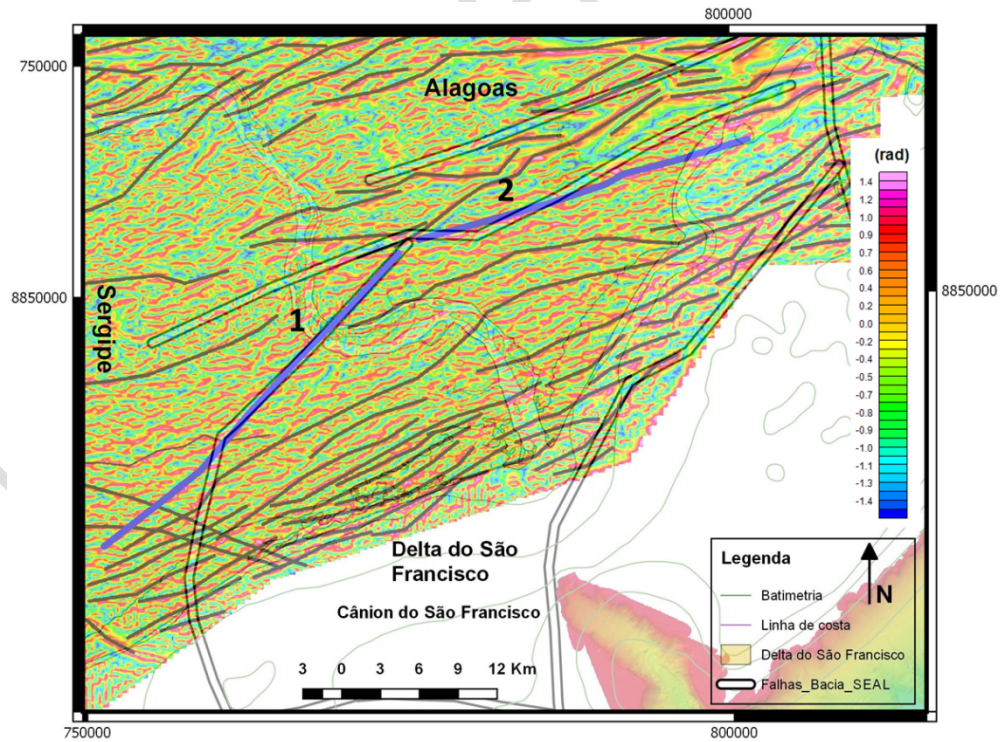 800000
750000
Alagoas
(rad)
1.4
1.2
1.0
0.9
0.7
0.6
0.4
0.2
0.0
-0.2
-0.4
-0.5
-0.7
-0.8
-0.9
-1.0
-1.1
-1.3
-1.4
2
8850000
8850000
Sergipe
1
Delta do São
Francisco
Cânion do São Francisco
3 0 3 6 9 12 Km
Legenda
N
Batimetria
Linha de costa
Delta do São Francisco
Falhas_Bacia_SEAL
750000
800000